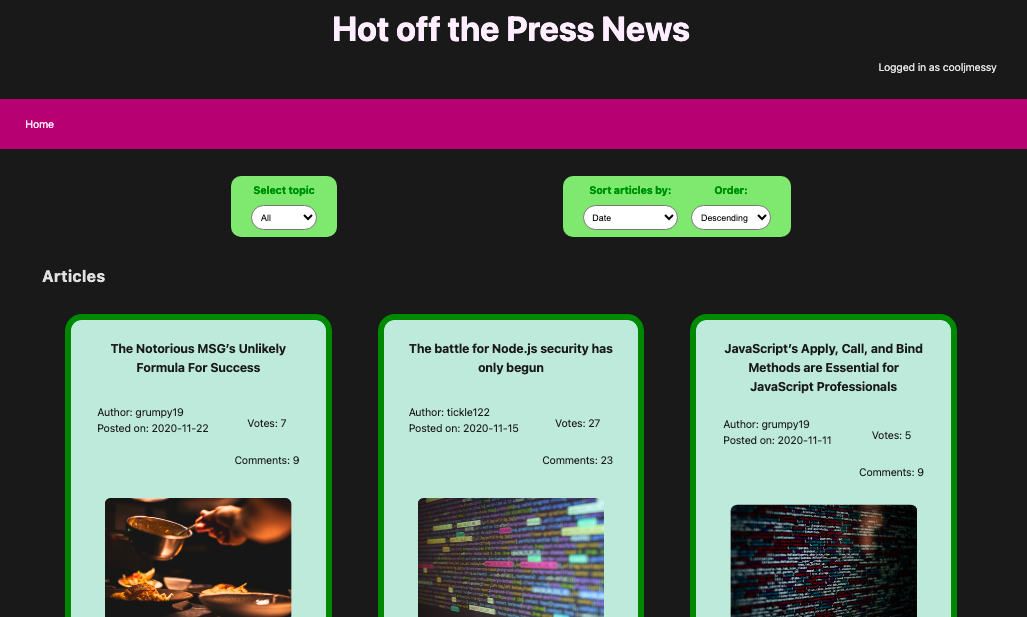 Hot off the Press News
Logged in as cooljmessy
Home
Select topic
All
Sort articles by:
Order:
Date
Descending
Articles
The Notorious MSG’s Unlikely
Formula For Success
Author: grumpy19
Posted on: 2020-11-22
Votes: 7
Comments: 9
The battle for Node.js security has
only begun
Author: tickle122
Posted on: 2020-11-15
Votes: 27
Comments: 23
JavaScript’s Apply, Call, and Bind
Methods are Essential for
JavaScript Professionals
Author: grumpy19
Posted on: 2020-11-11
Votes: 5
Comments: 9